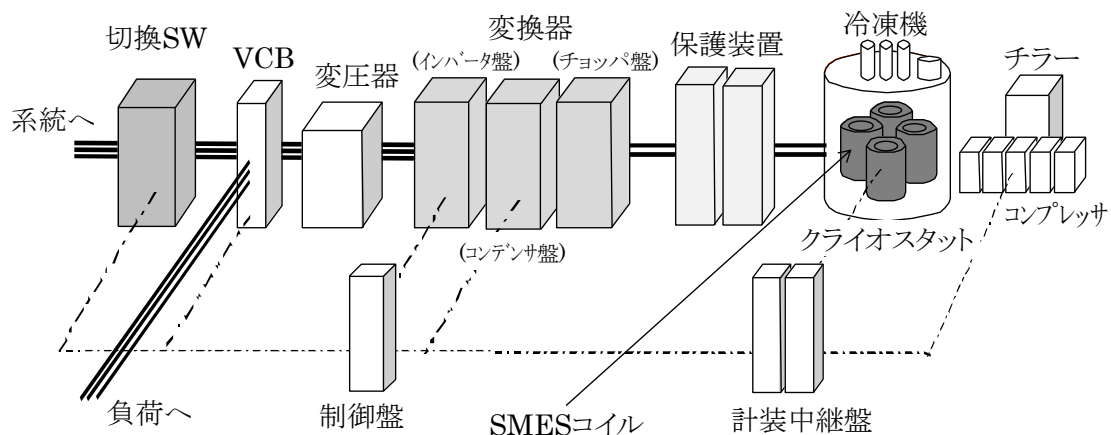 切換SW
VCB
変圧器
変換器
(インバータ盤)
(チョッパ盤)
保護装置
冷凍機
チラー
系統へ
(コンデンサ盤)
クライオスタット
コンプレッサ
負荷へ
制御盤
SMESコイル
計装中継盤